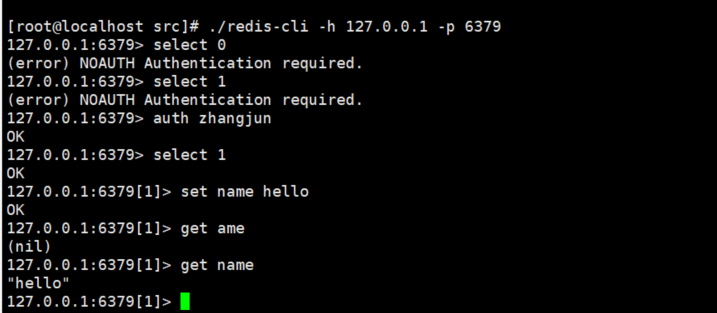 [root@localhost src]# ./redis-cli -h 127.0.0.1 -p 6379
127.0.0.1:6379> select 0
(error) NOAUTH Authentication required.
127.0.0.1:6379> select 1
(error) NOAUTH Authentication required.
127.0.0.1:6379> auth zhangjun
OK
127.0.0.1:6379> select 1
OK
127.0.0.1:6379[1]> set name hello
OK
127.0.0.1:6379[1]> get ame
(nil)
127.0.0.1:6379[1]> get name
"hello"
127.0.0.1:6379[1]>